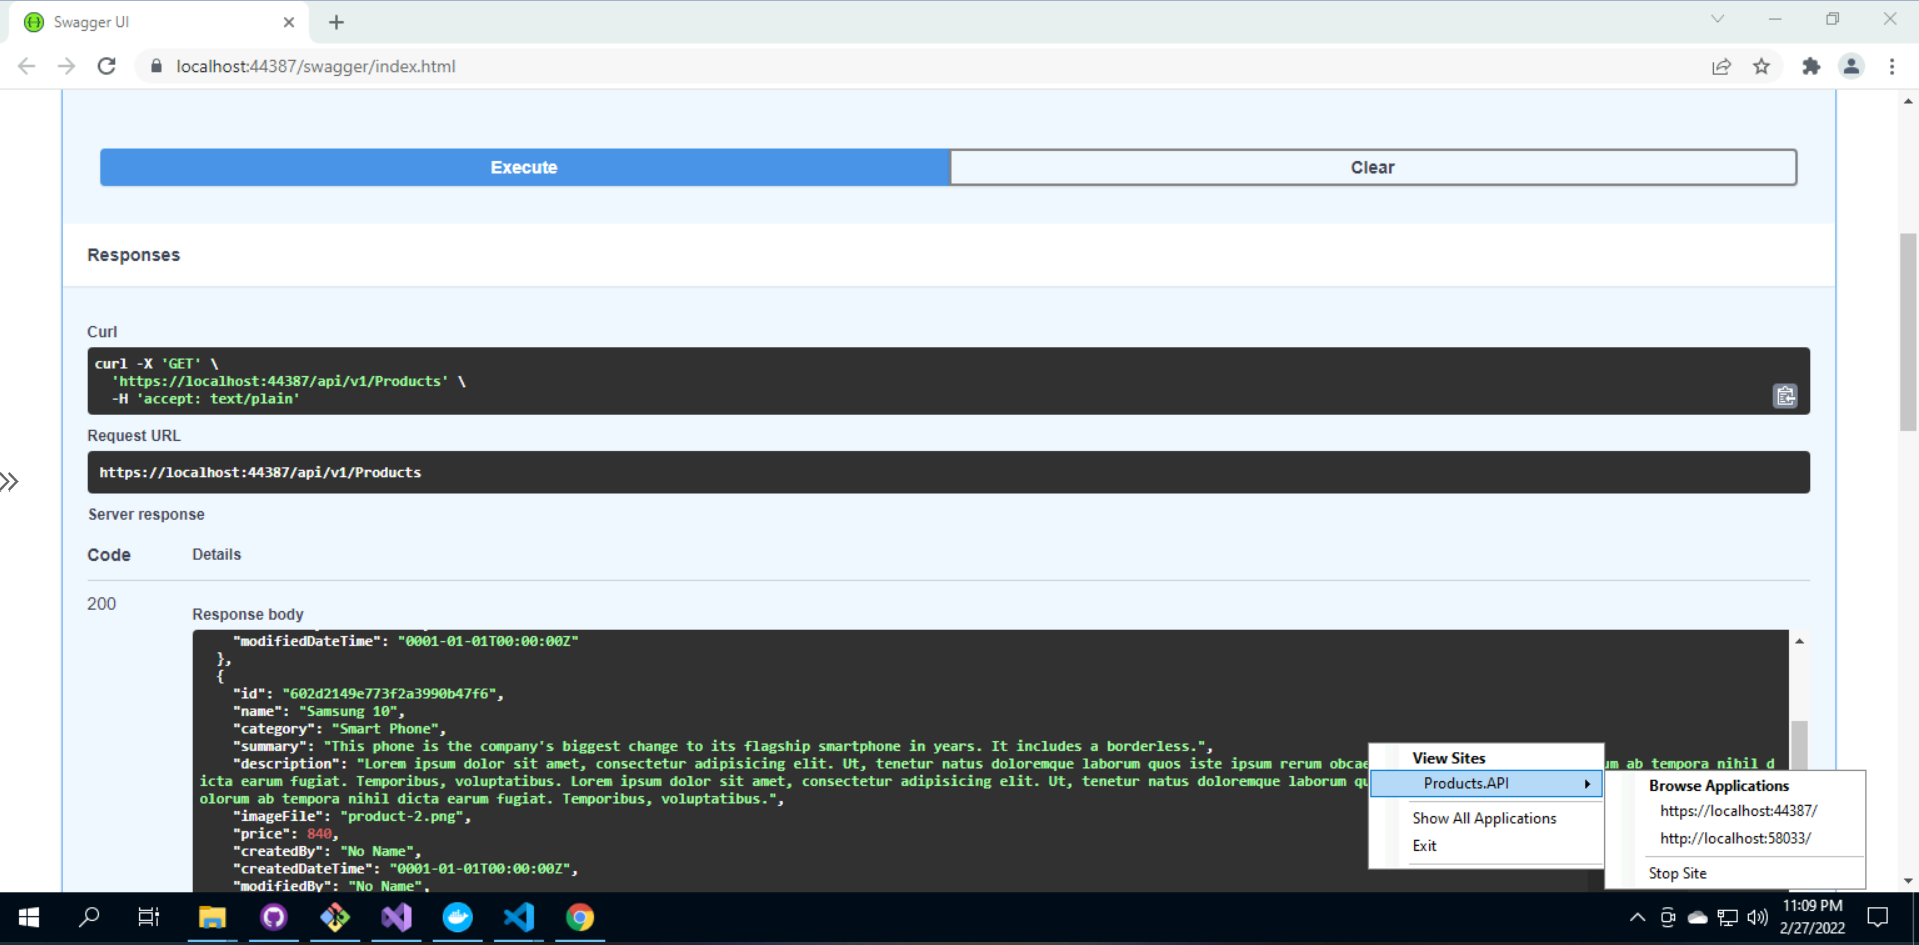 Swagger UI
localhost:44387/swagger/index.html
Execute
Clear
Responses
Curl
curl -X 'GET' \
'https://localhost:44387/api/v1/Products' \
-H 'accept: text/plain'
Request URL
https://localhost:44387/api/v1/Products
Server response
Code
Details
200
Response body
"modifiedDateTime": "0001-01-01T00:00:00Z"
},
{
"id": "602d2149e773f2a3990b47f6",
"name": "Samsung 10",
"category": "Smart Phone",
"summary": "This phone is the company's biggest change to its flagship smartphone in years. It includes a borderless.",
"description": "Lorem ipsum dolor sit amet, consectetur adipisicing elit. Ut, tenetur natus doloremque laborum quos iste ipsum rerum obcae um ab tempora nihil d
icta earum fugiat. Temporibus, voluptatibus. Lorem ipsum dolor sit amet, consectetur adipisicing elit. Ut, tenetur natus doloremque laborum qu
olorum ab tempora nihil dicta earum fugiat. Temporibus, voluptatibus.",
"imageFile": "product-2.png",
"price": 840,
"createdBy": "No Name",
"createdDateTime": "0001-01-01T00:00:00Z",
"modifiedBy": "No Name",
View Sites
Products.API
Show All Applications
Exit
Browse Applications
https://localhost:44387/
http://localhost:58033/
Stop Site
11:09 PM
2/27/2022